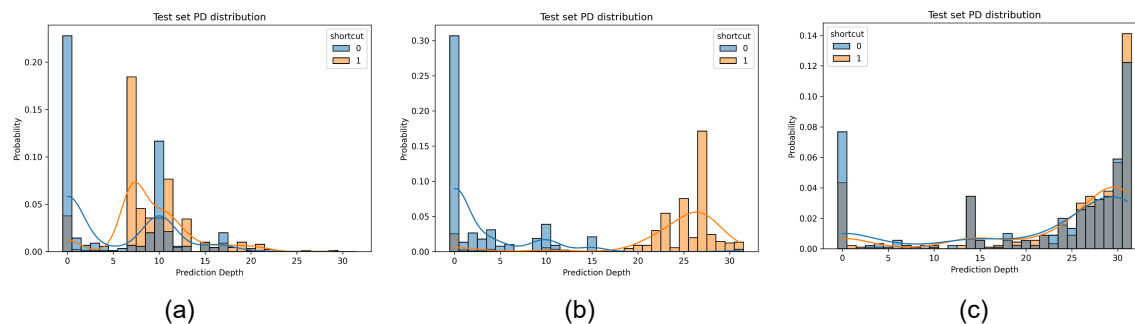 Test set PD distribution
shortcut
0
1
0.20
0.15
0.10
0.05
0.00
Probability
0 5 10 15 20 25 30
Prediction Depth
(a)
Test set PD distribution
shortcut
0
1
0.30
0.25
0.20
0.15
0.10
0.05
0.00
Probability
0 5 10 15 20 25 30
Prediction Depth
(b)
Test set PD distribution
shortcut
0
1
0.14
0.12
0.10
0.08
0.06
0.04
0.02
0.00
Probability
0 5 10 15 20 25 30
Prediction Depth
(c)